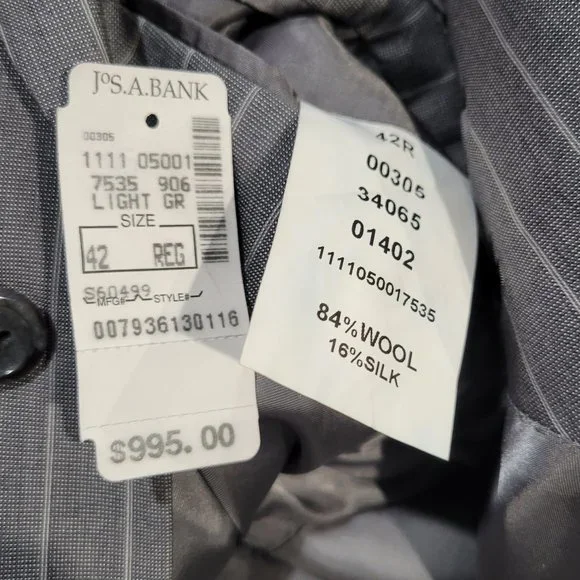 JoS.A.BANK
00305
1111 05001
7535 906
LIGHT GR
SIZE
42 REG
S60499
MFG# STYLE#
007936130116
$995.00
42R
00305
34065
01402
1111050017535
84%WOOL
16%SILK